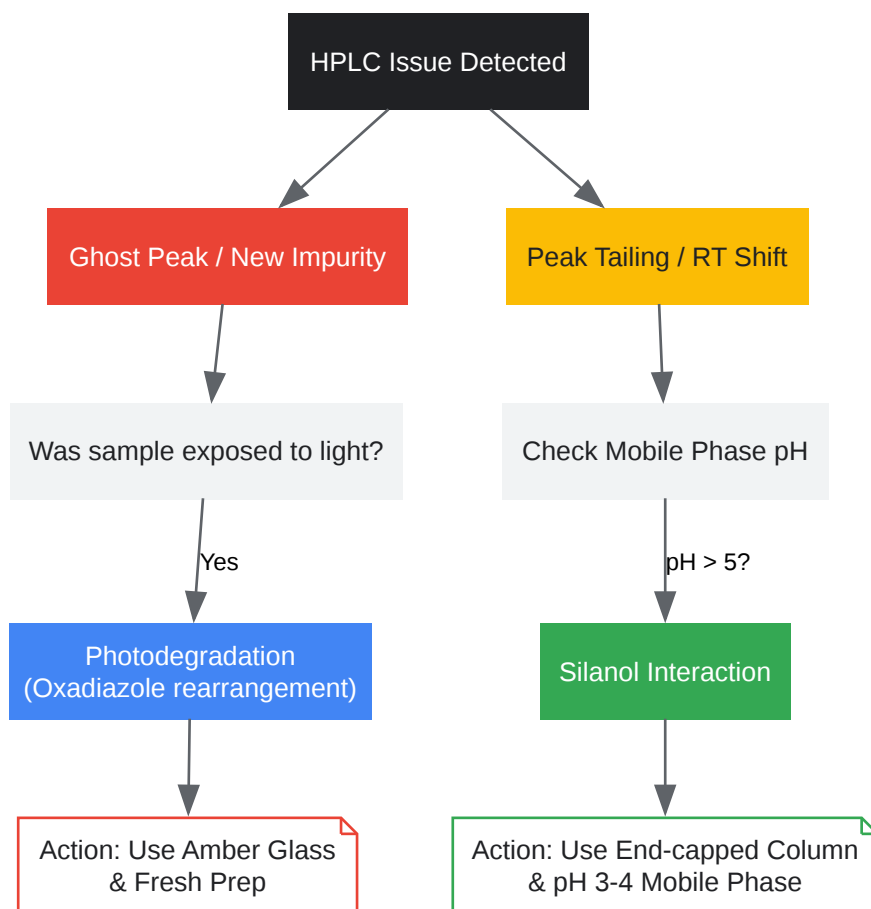 HPLC Issue Detected
Ghost Peak / New Impurity
Peak Tailing / RT Shift
Was sample exposed to light?
Check Mobile Phase pH
Yes
pH > 5?
Photodegradation
(Oxadiazole rearrangement)
Silanol Interaction
Action: Use Amber Glass
& Fresh Prep
Action: Use End-capped Column
& pH 3-4 Mobile Phase